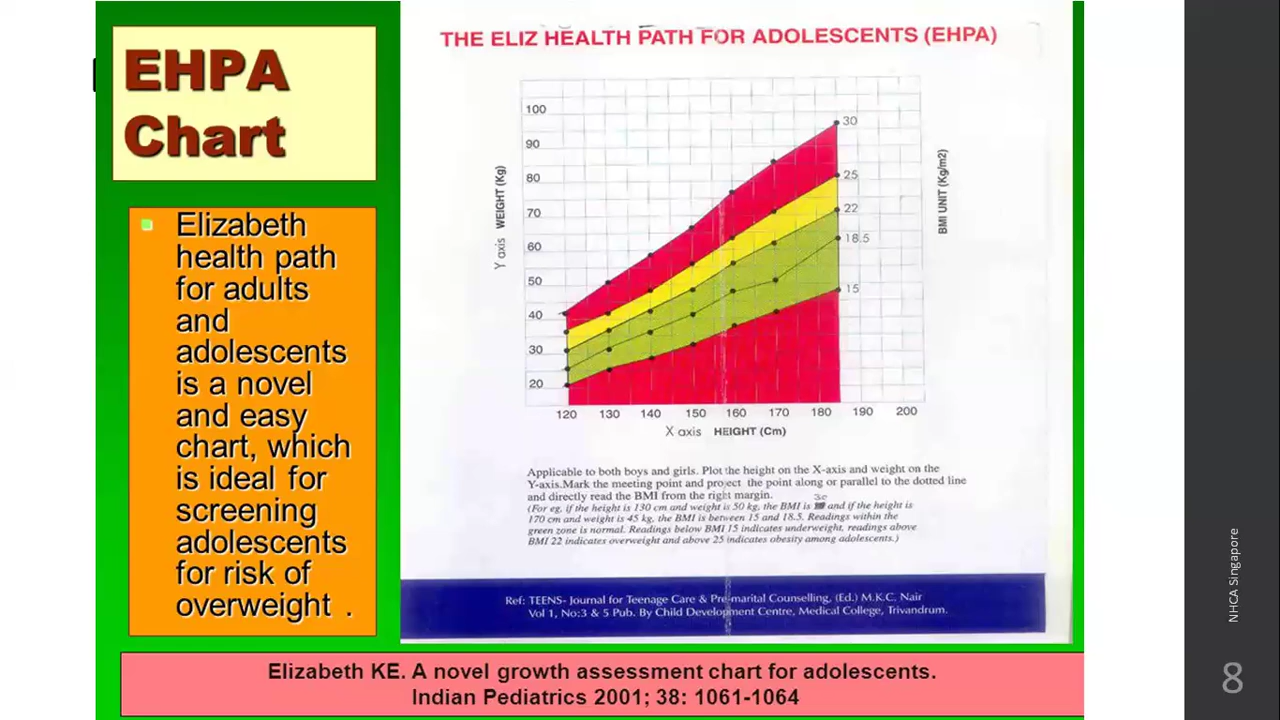 EHPA
Chart
Elizabeth
health path
for adults
and
adolescents
is a novel
and easy
chart, which
is ideal for
screening
adolescents
for risk of
overweight .
THE ELIZ HEALTH PATH FOR ADOLESCENTS (EHPA)
100
90
80
70
60
50
40
30
20
Y axis WEIGHT (Kg)
30
25
22
18.5
15
BMI UNIT (Kg/m2)
120 130 140 150 160 170 180 190 200
X axis HEIGHT (Cm)
Applicable to both boys and girls. Plot the height on the X-axis and weight on the
Y-axis.Mark the meeting point and project the point along or parallel to the dotted line
and directly read the BMI from the right margin.
(For eg. if the height is 130 cm and weight is 50 kg, the BMI is 30 and if the height is
170 cm and weight is 45 kg, the BMI is between 15 and 18.5. Readings within the
green zone is normal. Readings below BMI 15 indicates underweight, readings above
BMI 22 indicates overweight and above 25 indicates obesity among adolescents.)
Ref: TEENS- Journal for Teenage Care & Pre-marital Counselling, (Ed.) M.K.C. Nair
Vol 1, No:3 & 5 Pub. By Child Development Centre, Medical College, Trivandrum.
Elizabeth KE. A novel growth assessment chart for adolescents.
Indian Pediatrics 2001; 38: 1061-1064
NHCA Singapore
8